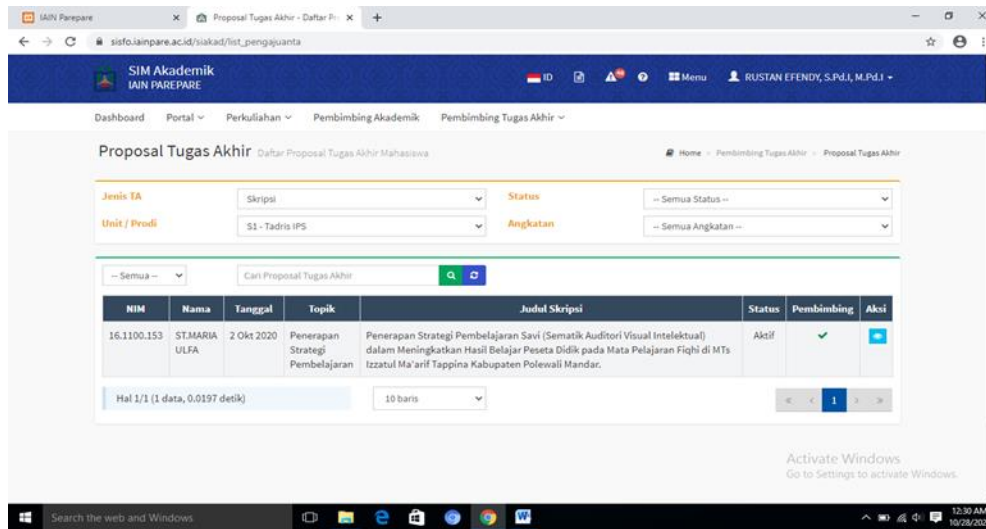 IAIN Parepare
Proposal Tugas Akhir - Daftar Pr
sisfo.iainpare.ac.id/siakad/list_pengajuanta
SIM Akademik
IAIN PAREPARE
ID
Menu
RUSTAN EFENDY, S.Pd.I, M.Pd.I
Dashboard Portal Perkuliahan Pembimbing Akademik Pembimbing Tugas Akhir
Proposal Tugas Akhir Daftar Proposal Tugas Akhir Mahasiswa
Home > Pembimbing Tugas Akhir > Proposal Tugas Akhir
Jenis TA Skripsi Status -- Semua Status --
Unit / Prodi S1 - Tadris IPS Angkatan -- Semua Angkatan --
-- Semua -- Cari Proposal Tugas Akhir
NIM Nama Tanggal Topik Judul Skripsi Status Pembimbing Aksi
16.1100.153 ST.MARIA ULFA 2 Okt 2020 Penerapan Strategi Pembelajaran
Penerapan Strategi Pembelajaran Savi (Sematik Auditori Visual Intelektual)
dalam Meningkatkan Hasil Belajar Peseta Didik pada Mata Pelajaran Fiqhi di MTs
Izzatul Ma'arif Tappina Kabupaten Polewali Mandar.
Aktif
Hal 1/1 (1 data, 0.0197 detik) 10 baris « < 1 > »
Activate Windows
Go to Settings to activate Windows.
Search the web and Windows
12:30 AM